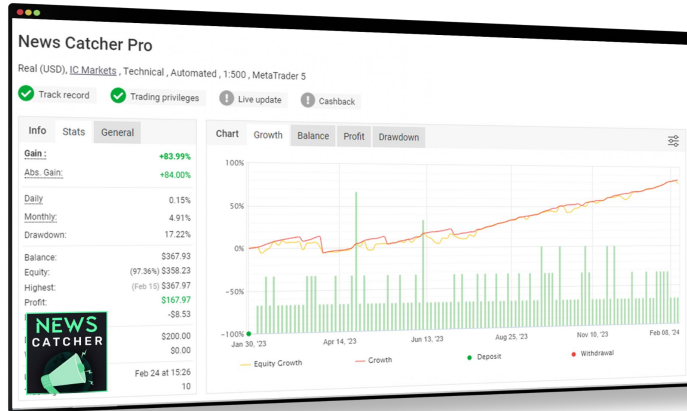 News Catcher Pro
Real (USD), IC Markets , Technical , Automated , 1:500 , MetaTrader 5
Track record Trading privileges Live update Cashback
Info Stats General
Gain : +83.99%
Abs. Gain: +84.00%
Daily 0.15%
Monthly: 4.91%
Drawdown: 17.22%
Balance: $367.93
Equity: (97.36%) $358.23
Highest: (Feb 15) $367.97
Profit: $167.97
-$8.53
$200.00
$0.00
Feb 24 at 15:26
10
NEWS
CATCHER
Chart Growth Balance Profit Drawdown
100%
50%
0%
-50%
-100%
Jan 30, '23 Apr 14, '23 Jun 13, '23 Aug 25, '23 Nov 10, '23 Feb 08, '24
Equity Growth Growth Deposit Withdrawal